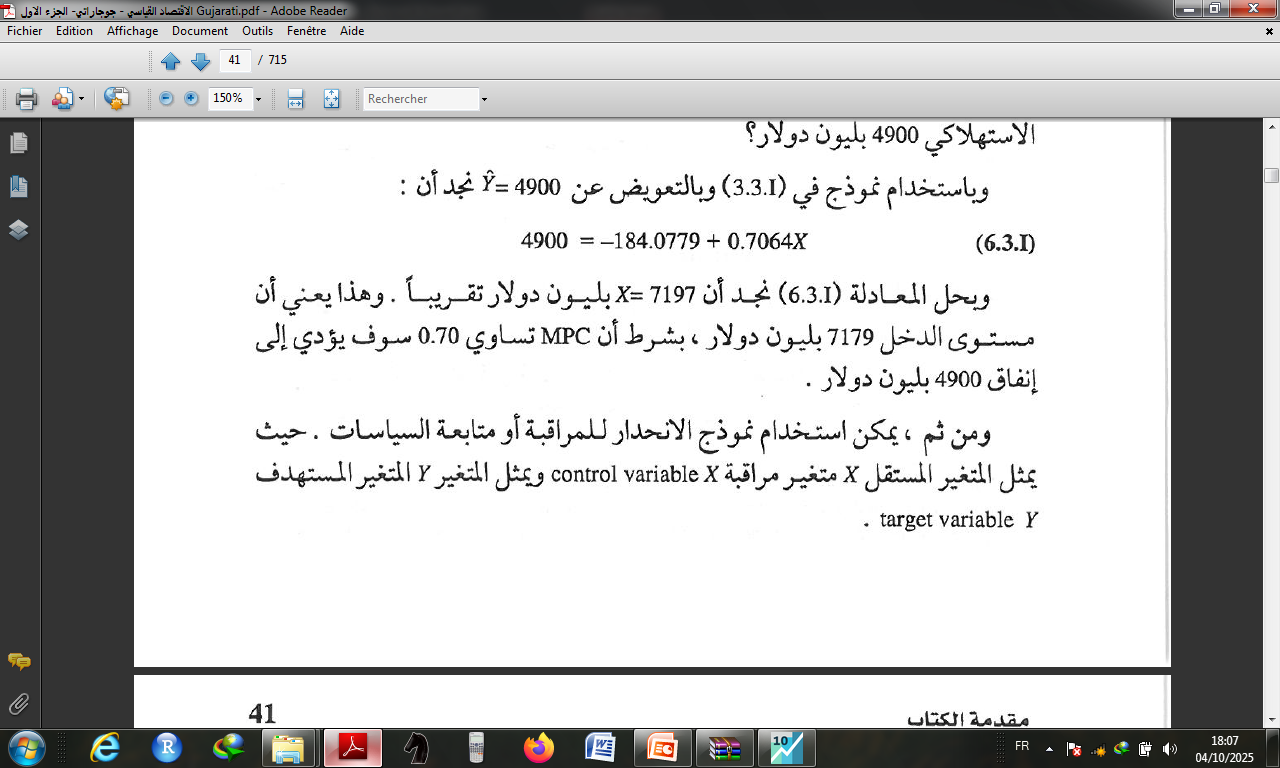 الاقتصاد القياسي - جوجاراتي- الجزء الاول Gujarati.pdf - Adobe Reader
Fichier Edition Affichage Document Outils Fenêtre Aide
41 / 715
150% Rechercher
الاستهلاكي 4900 بليون دولار؟
وباستخدام نموذج في (3.3.I) وبالتعويض عن Ŷ= 4900 نجد أن :
4900 = –184.0779 + 0.7064X (6.3.I)
وبحل المعادلة (6.3.I) نجد أن X= 7197 بليون دولار تقريباً . وهذا يعني أن
مستوى الدخل 7179 بليون دولار ، بشرط أن MPC تساوي 0.70 سوف يؤدي إلى
إنفاق 4900 بليون دولار .
ومن ثم ، يمكن استخدام نموذج الانحدار للمراقبة أو متابعة السياسات . حيث
يمثل المتغير المستقل X متغير مراقبة control variable X ويمثل المتغير Y المتغير المستهدف
target variable Y .
مقدمة الكتاب 41
FR 18:07
04/10/2025
10